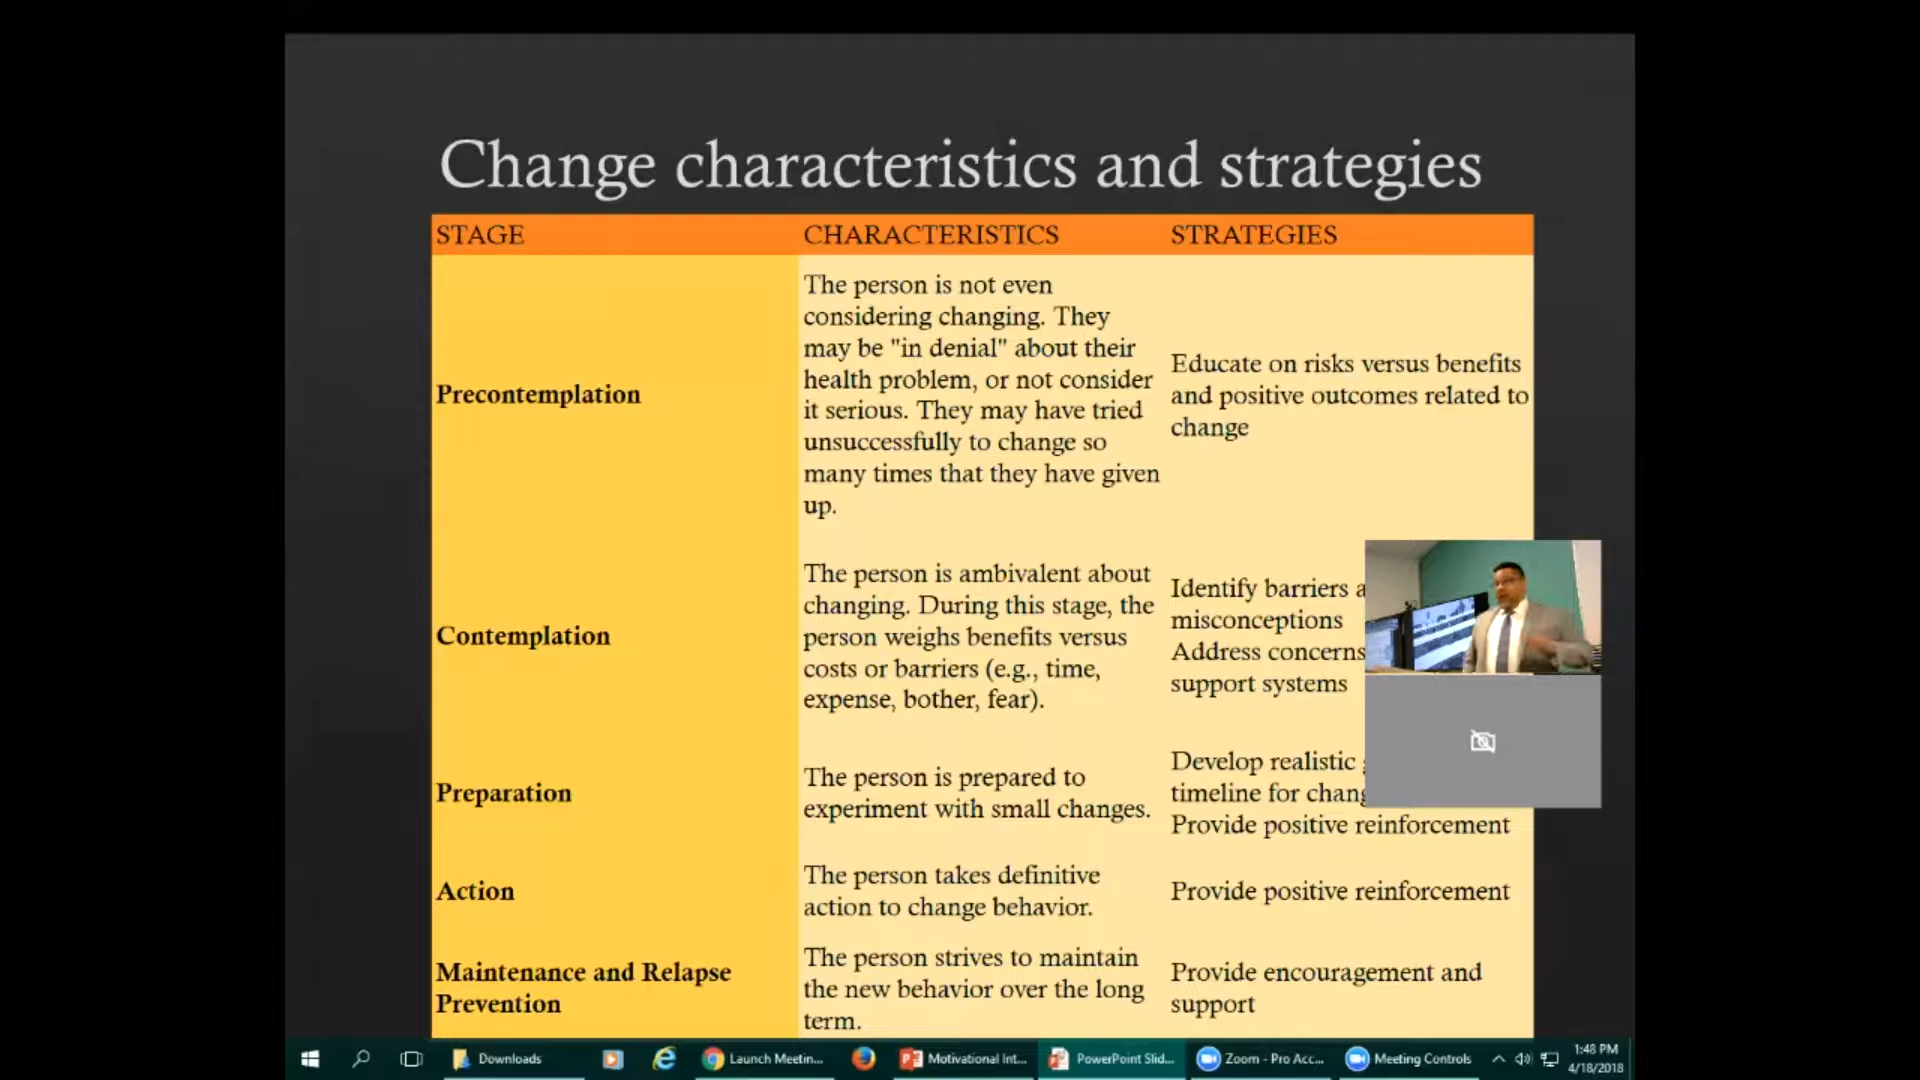 Change characteristics and strategies
STAGE
CHARACTERISTICS
STRATEGIES
Precontemplation
The person is not even
considering changing. They
may be "in denial" about their
health problem, or not consider
it serious. They may have tried
unsuccessfully to change so
many times that they have given
up.
Educate on risks versus benefits
and positive outcomes related to
change
Contemplation
The person is ambivalent about
changing. During this stage, the
person weighs benefits versus
costs or barriers (e.g., time,
expense, bother, fear).
Identify barriers
misconceptions
Address concerns
support systems
Preparation
The person is prepared to
experiment with small changes.
Develop realistic
timeline for
Provide positive reinforcement
Action
The person takes definitive
action to change behavior.
Provide positive reinforcement
Maintenance and Relapse
Prevention
The person strives to maintain
the new behavior over the long
term.
Provide encouragement and
support
Downloads
Launch Meetin...
Motivational Int...
PowerPoint Slid...
Zoom - Pro Acc...
Meeting Controls
1:48 PM
4/18/2018